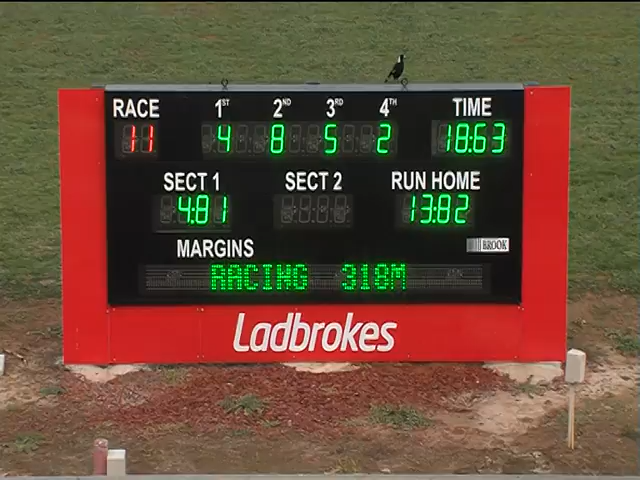 RACE 1ST 2ND 3RD 4TH TIME
11 4 8 5 2 18.63
SECT 1 SECT 2 RUN HOME
4.81 13.82
MARGINS BROOK
RACING 318M
Ladbrokes